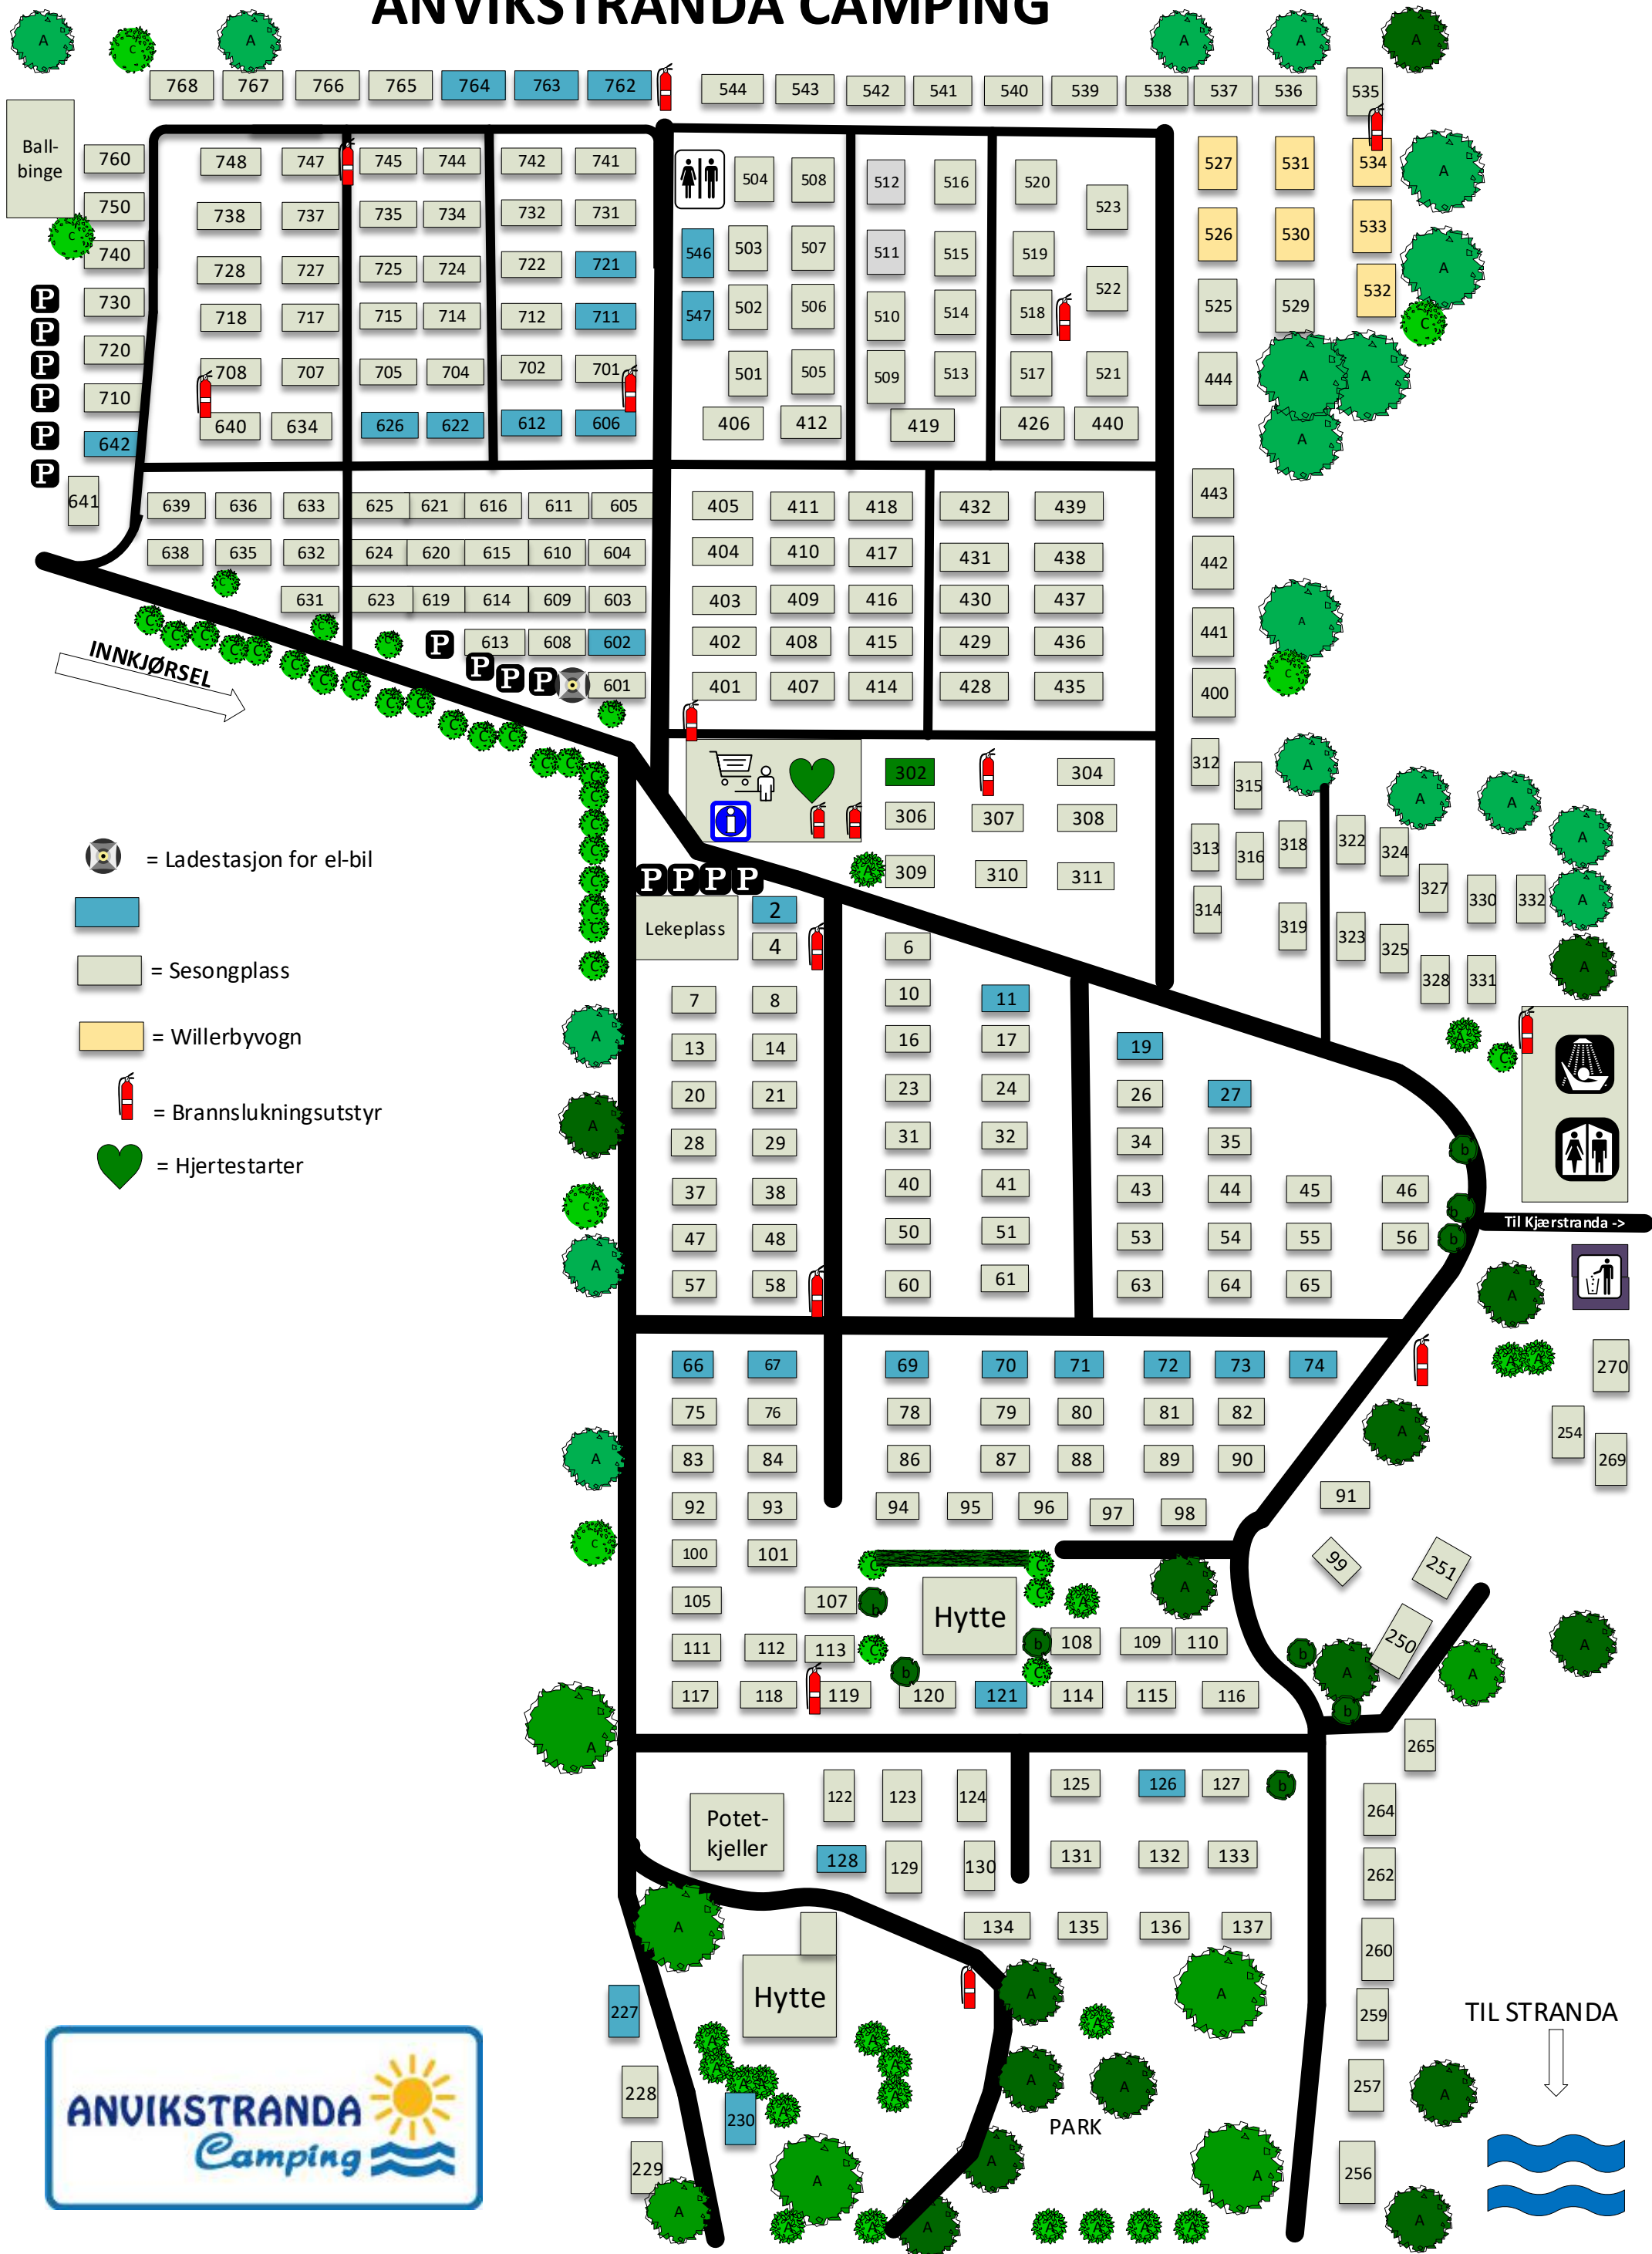 ANVIKSTRANDA CAMPING
768 767 766 765 764 763 762 544 543 542 541 540 539 538 537 536 535
Ball-
binge
760 748 747 745 744 742 741 504 508 512 516 520 523 527 531 534
750 738 737 735 734 732 731
740 728 727 725 724 722 721 546 503 507 511 515 519 522 526 530 533
P 730 718 717 715 714 712 711 547 502 506 510 514 518 525 529 532
P 720
P 708 707 705 704 702 701 501 505 509 513 517 521 444
P 710
P 642 640 634 626 622 612 606 406 412 419 426 440
P 641
639 636 633 625 621 616 611 605 405 411 418 432 439 443
638 635 632 624 620 615 610 604 404 410 417 431 438 442
631 623 619 614 609 603 403 409 416 430 437 441
P 613 608 602 402 408 415 429 436
P P P 601 401 407 414 428 435 400
INNKJØRSEL
302 304 312 315
306 307 308 313 316 318 322 324
309 310 311 327 330 332
314 319 323 325 328 331
= Ladestasjon for el-bil
= Sesongplass
= Willerbyvogn
= Brannslukningsutstyr
= Hjertestarter
P P P P
Lekeplass
2
4 6
7 8 10 11
13 14 16 17 19
20 21 23 24 26 27
28 29 31 32 34 35
37 38 40 41 43 44 45 46
47 48 50 51 53 54 55 56
57 58 60 61 63 64 65
Til Kjærstranda ->
66 67 69 70 71 72 73 74 270
75 76 78 79 80 81 82 254
83 84 86 87 88 89 90 269
92 93 94 95 96 97 98 91
100 101 99 251
105 107 Hytte
111 112 113 108 109 110 250
117 118 119 120 121 114 115 116
265
122 123 124 125 126 127 264
Potet-
kjeller
128 129 130 131 132 133 262
134 135 136 137 260
Hytte
227 259
TIL STRANDA
228 230 257
PARK
229 256
ANVIKSTRANDA
Camping